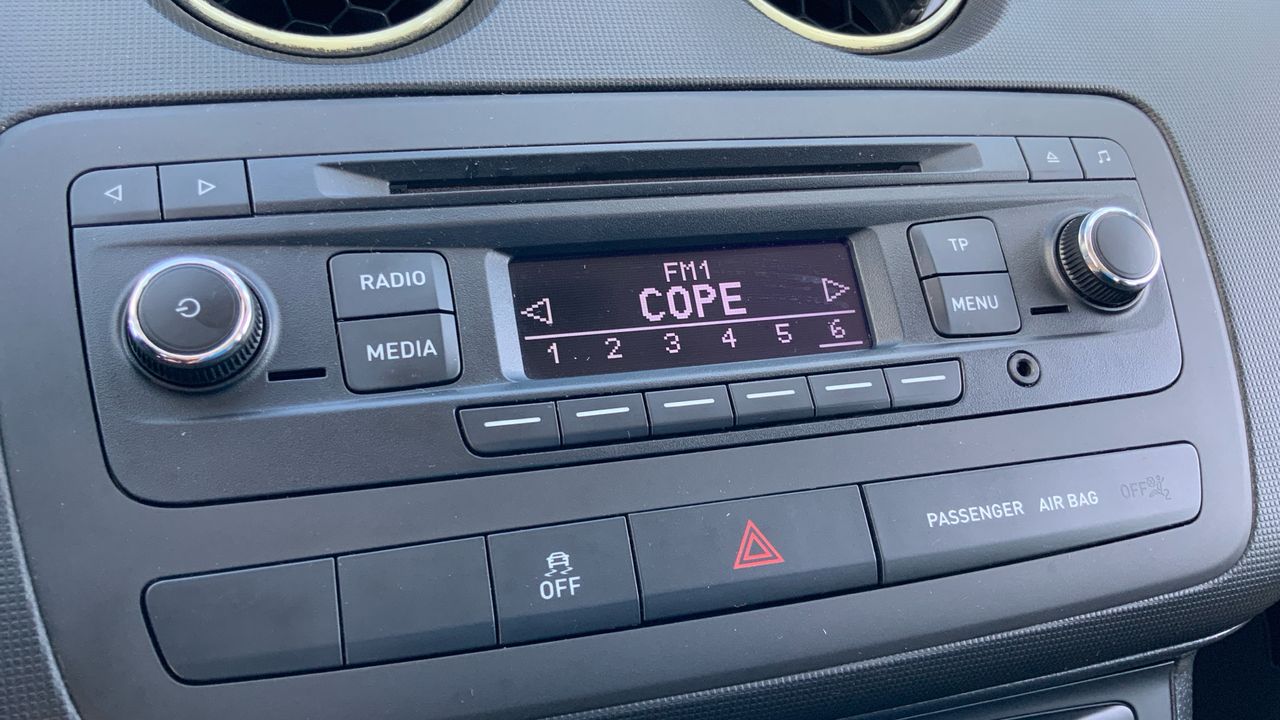 RADIO
MEDIA
FM1
COPE
1 2 3 4 5 6
TP
MENU
OFF
PASSENGER AIR BAG OFF